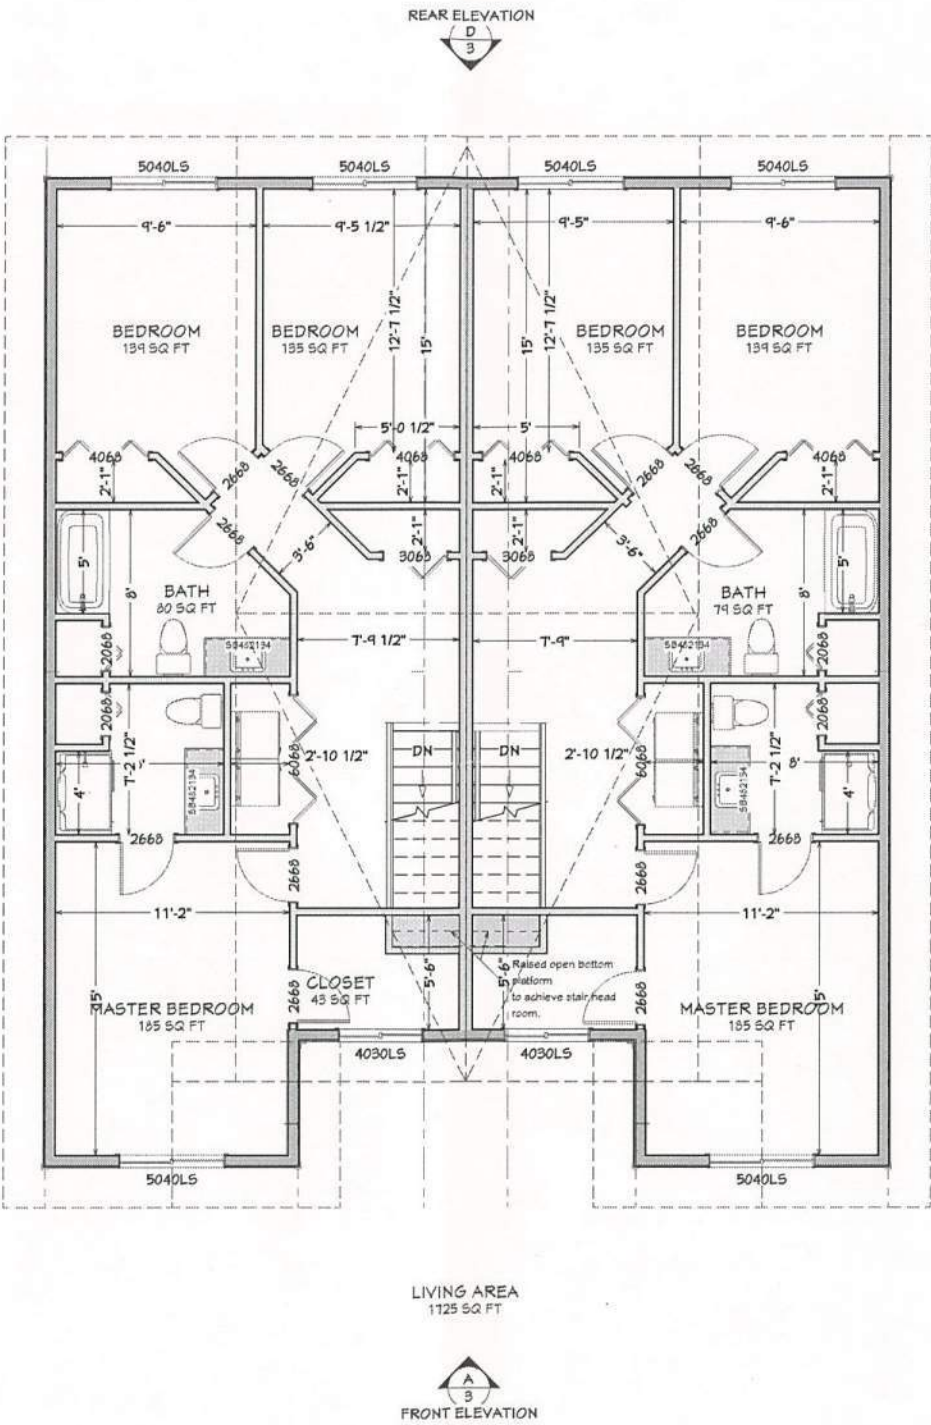 REAR ELEVATION
D
3
5040LS 5040LS 5040LS 5040LS
9'-6" 9'-5 1/2" 9'-5" 9'-6"
12'-7 1/2" 15' 15' 12'-7 1/2"
BEDROOM BEDROOM BEDROOM BEDROOM
139 SQ FT 135 SQ FT 135 SQ FT 139 SQ FT
5'-0 1/2" 5'
4068 4068 4068 4068
2668 2668 2668 2668
2'-1" 2'-1" 2'-1" 2'-1"
2668 2'-1" 2'-1" 2668
3'-6" 3068 3068 3'-6"
5' 8' 8' 5'
BATH BATH
80 SQ FT 79 SQ FT
2068 SB482134 7'-9 1/2" 7'-9" SB482134 2068
2068 7'-2 1/2" 7'-2 1/2" 2068
6068 2'-10 1/2" DN DN 2'-10 1/2" 6068
8'
4' SB482134 SB482134 4'
2668 2668
2668 2668
11'-2" 11'-2"
5'-6" 5'-6"
Raised open bottom
platform
to achieve stair head
room.
CLOSET
43 SQ FT
2668 2668
15' 15'
MASTER BEDROOM MASTER BEDROOM
185 SQ FT 185 SQ FT
4030LS 4030LS
5040LS 5040LS
LIVING AREA
1725 SQ FT
A
3
FRONT ELEVATION